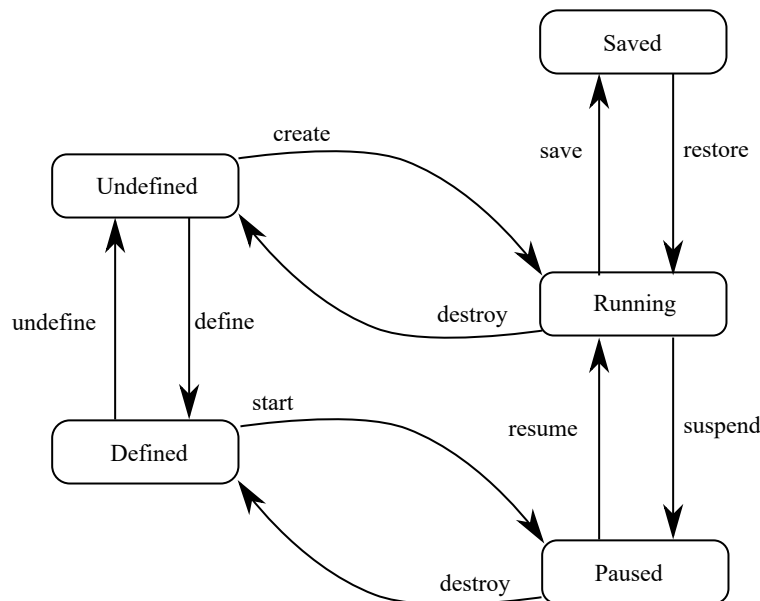 Saved
create
save
restore
Undefined
Running
undefine
define
destroy
start
resume
suspend
Defined
Paused
destroy